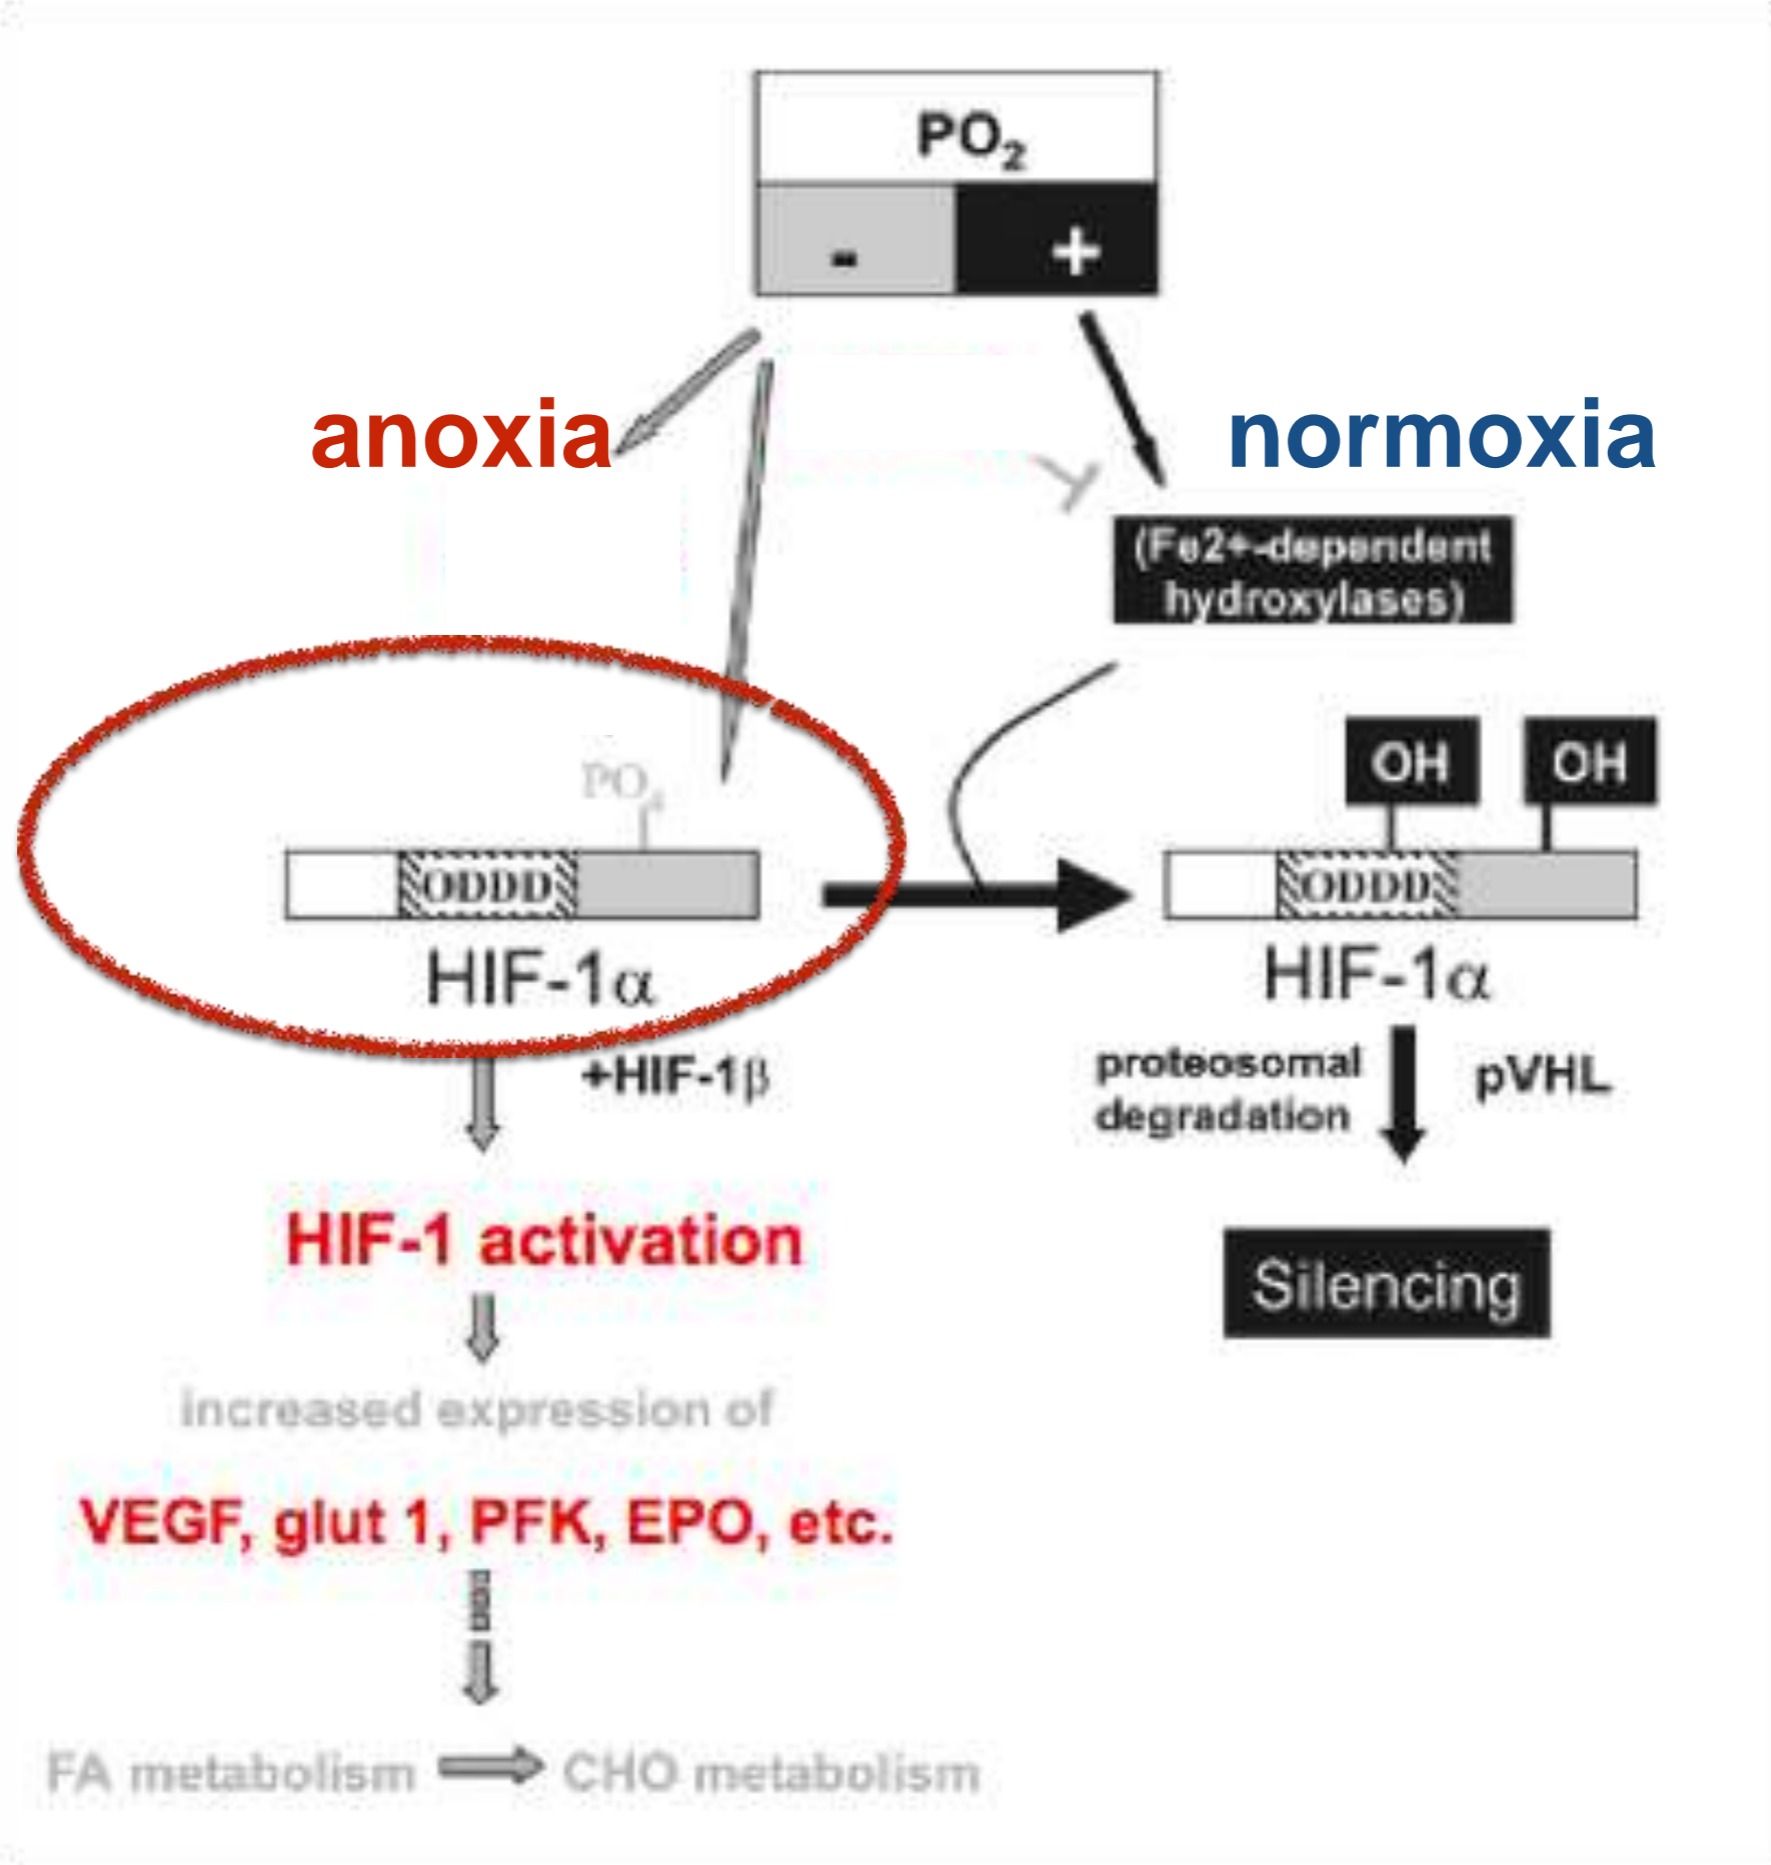 PO₂
- +
anoxia
normoxia
(Fe2+-dependent
hydroxylases)
PO₄
OH OH
ODDD
ODDD
HIF-1α
HIF-1α
+HIF-1β
proteosomal
degradation
pVHL
HIF-1 activation
Silencing
increased expression of
VEGF, glut 1, PFK, EPO, etc.
FA metabolism CHO metabolism